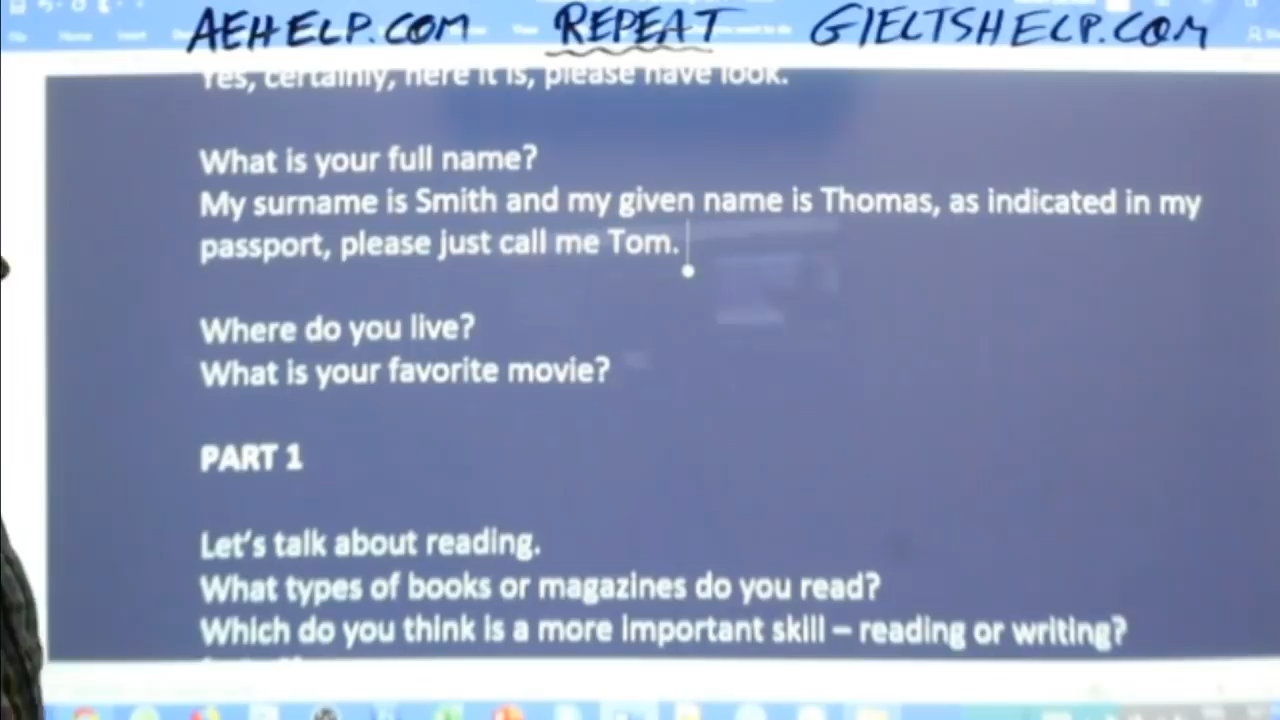 AEHELP.COM REPEAT GIELTSHELP.COM
Yes, certainly, here it is, please have look.
What is your full name?
My surname is Smith and my given name is Thomas, as indicated in my
passport, please just call me Tom.
Where do you live?
What is your favorite movie?
PART 1
Let's talk about reading.
What types of books or magazines do you read?
Which do you think is a more important skill – reading or writing?